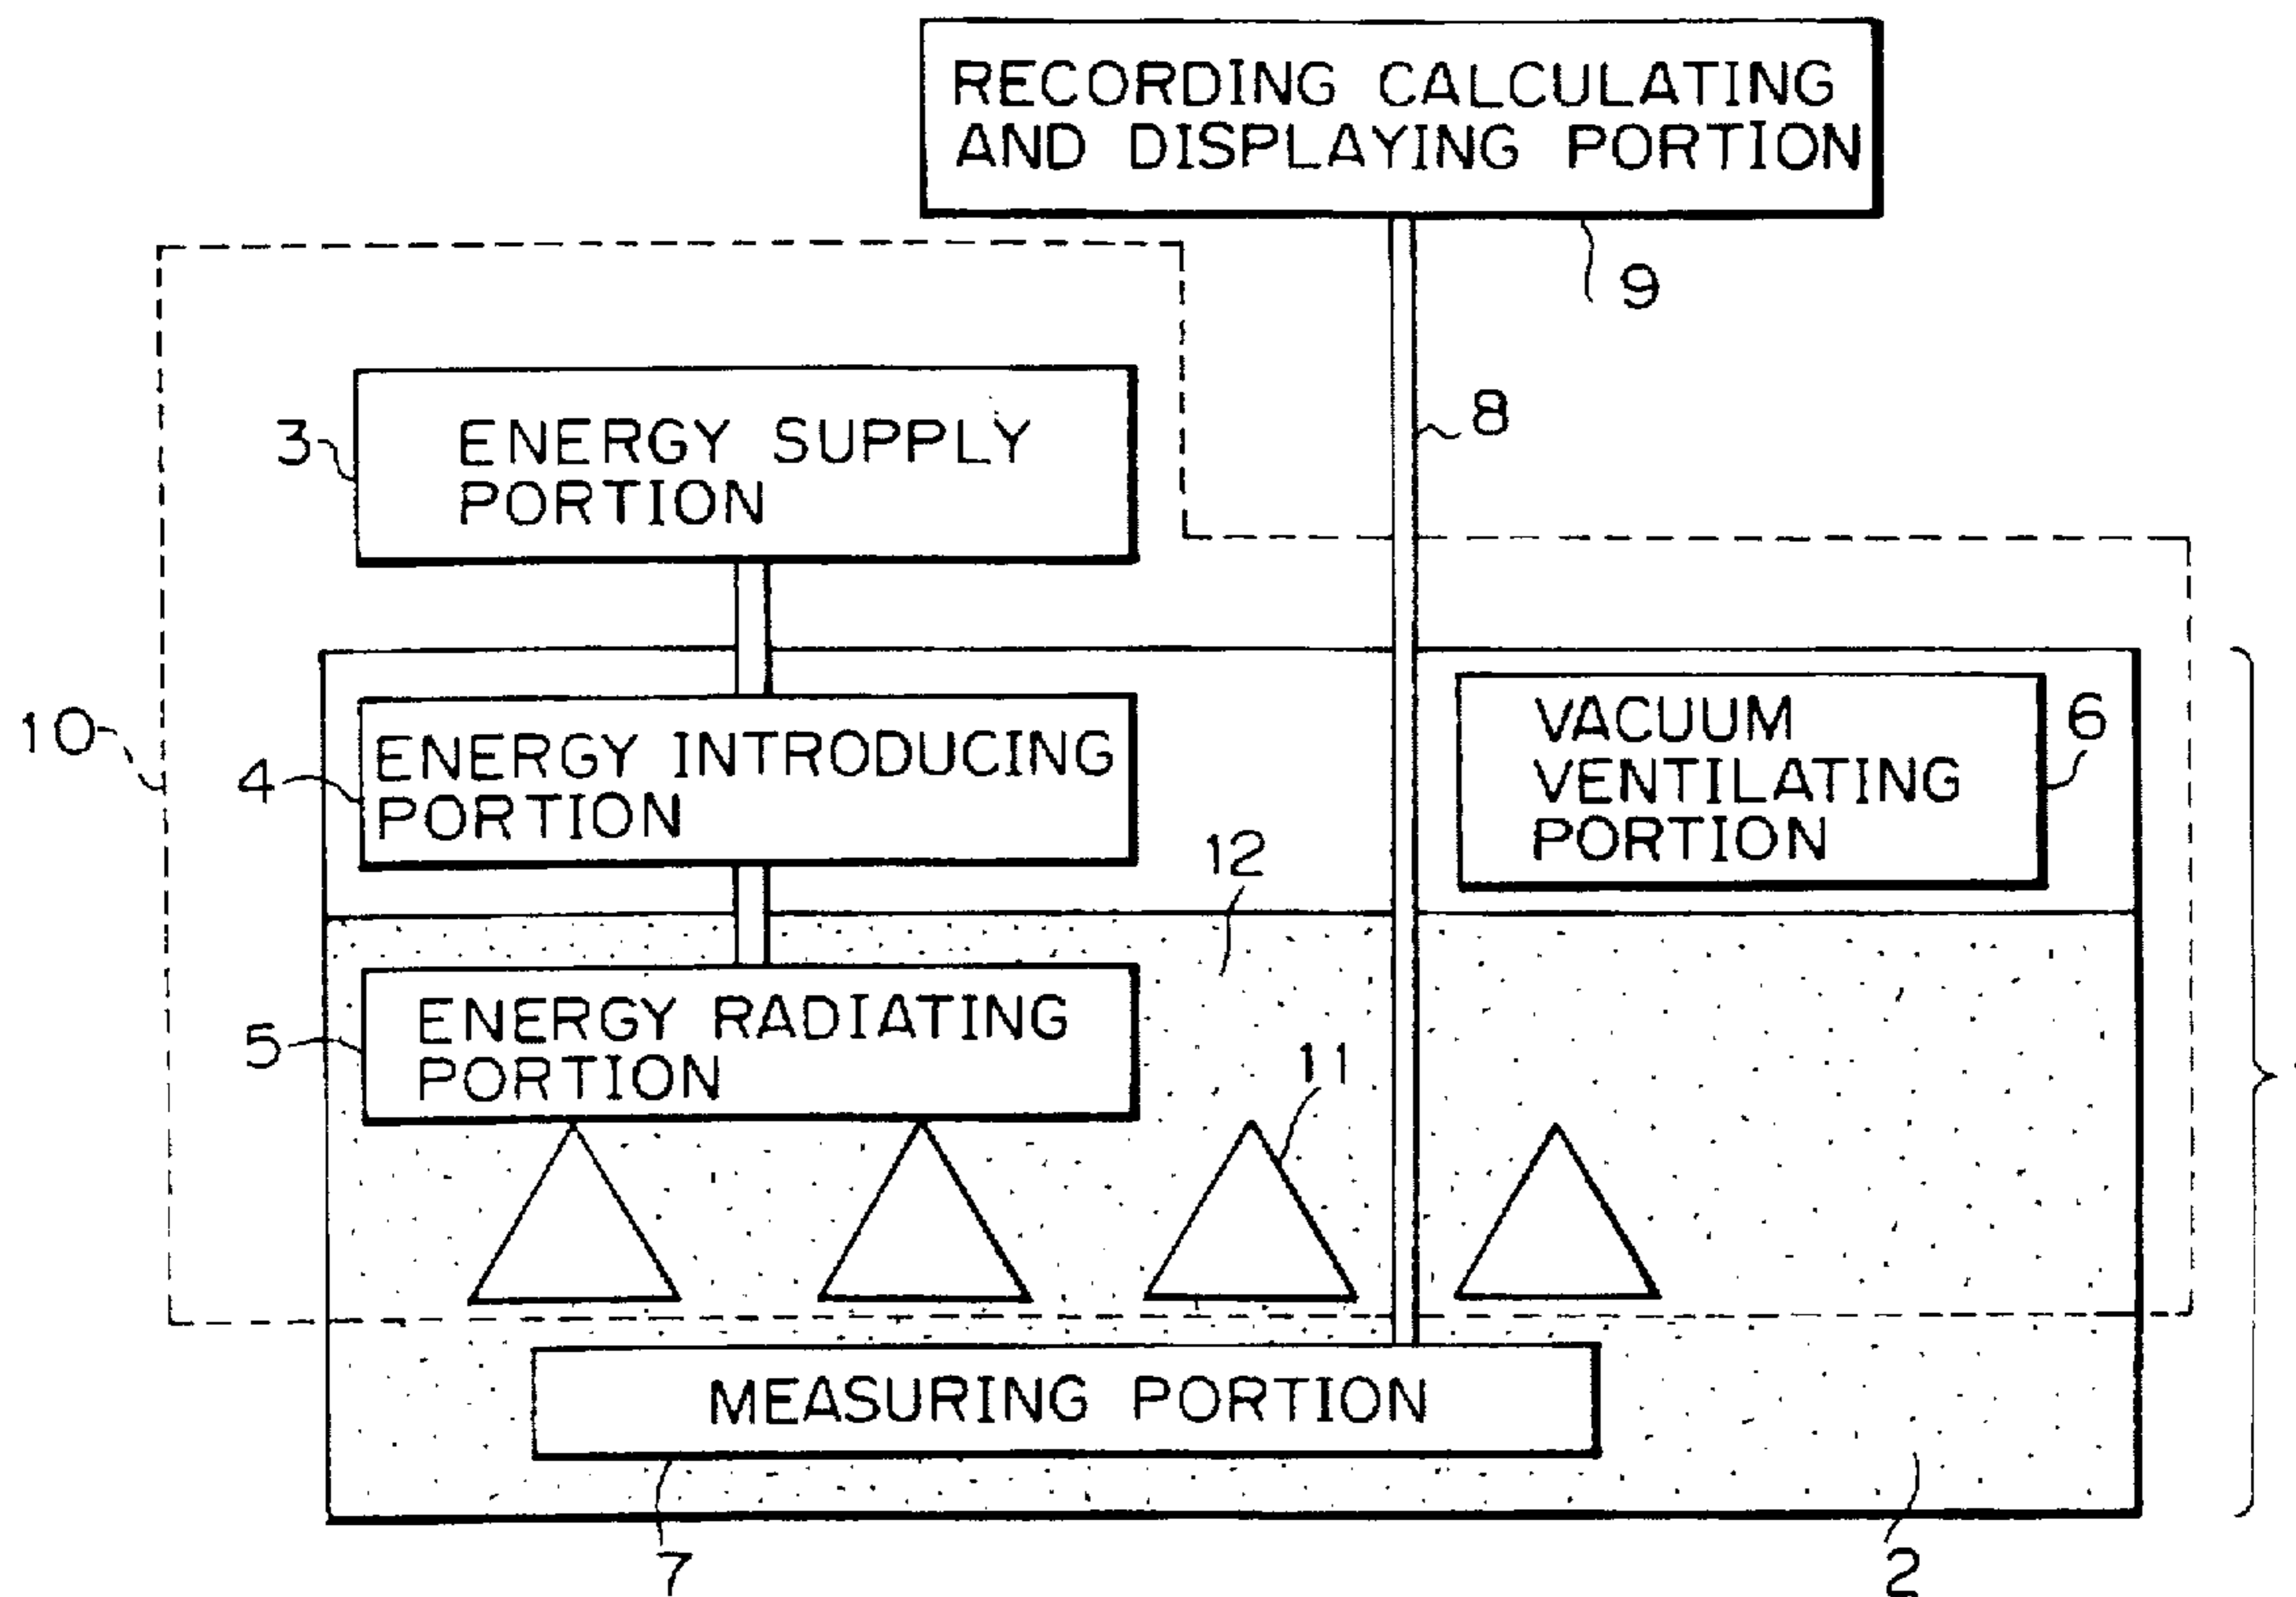 RECORDING CALCULATING
AND DISPLAYING PORTION
9
8
3
ENERGY SUPPLY
PORTION
10
4
ENERGY INTRODUCING
PORTION
VACUUM
VENTILATING
PORTION
6
12
5
ENERGY RADIATING
PORTION
11
MEASURING PORTION
7
2